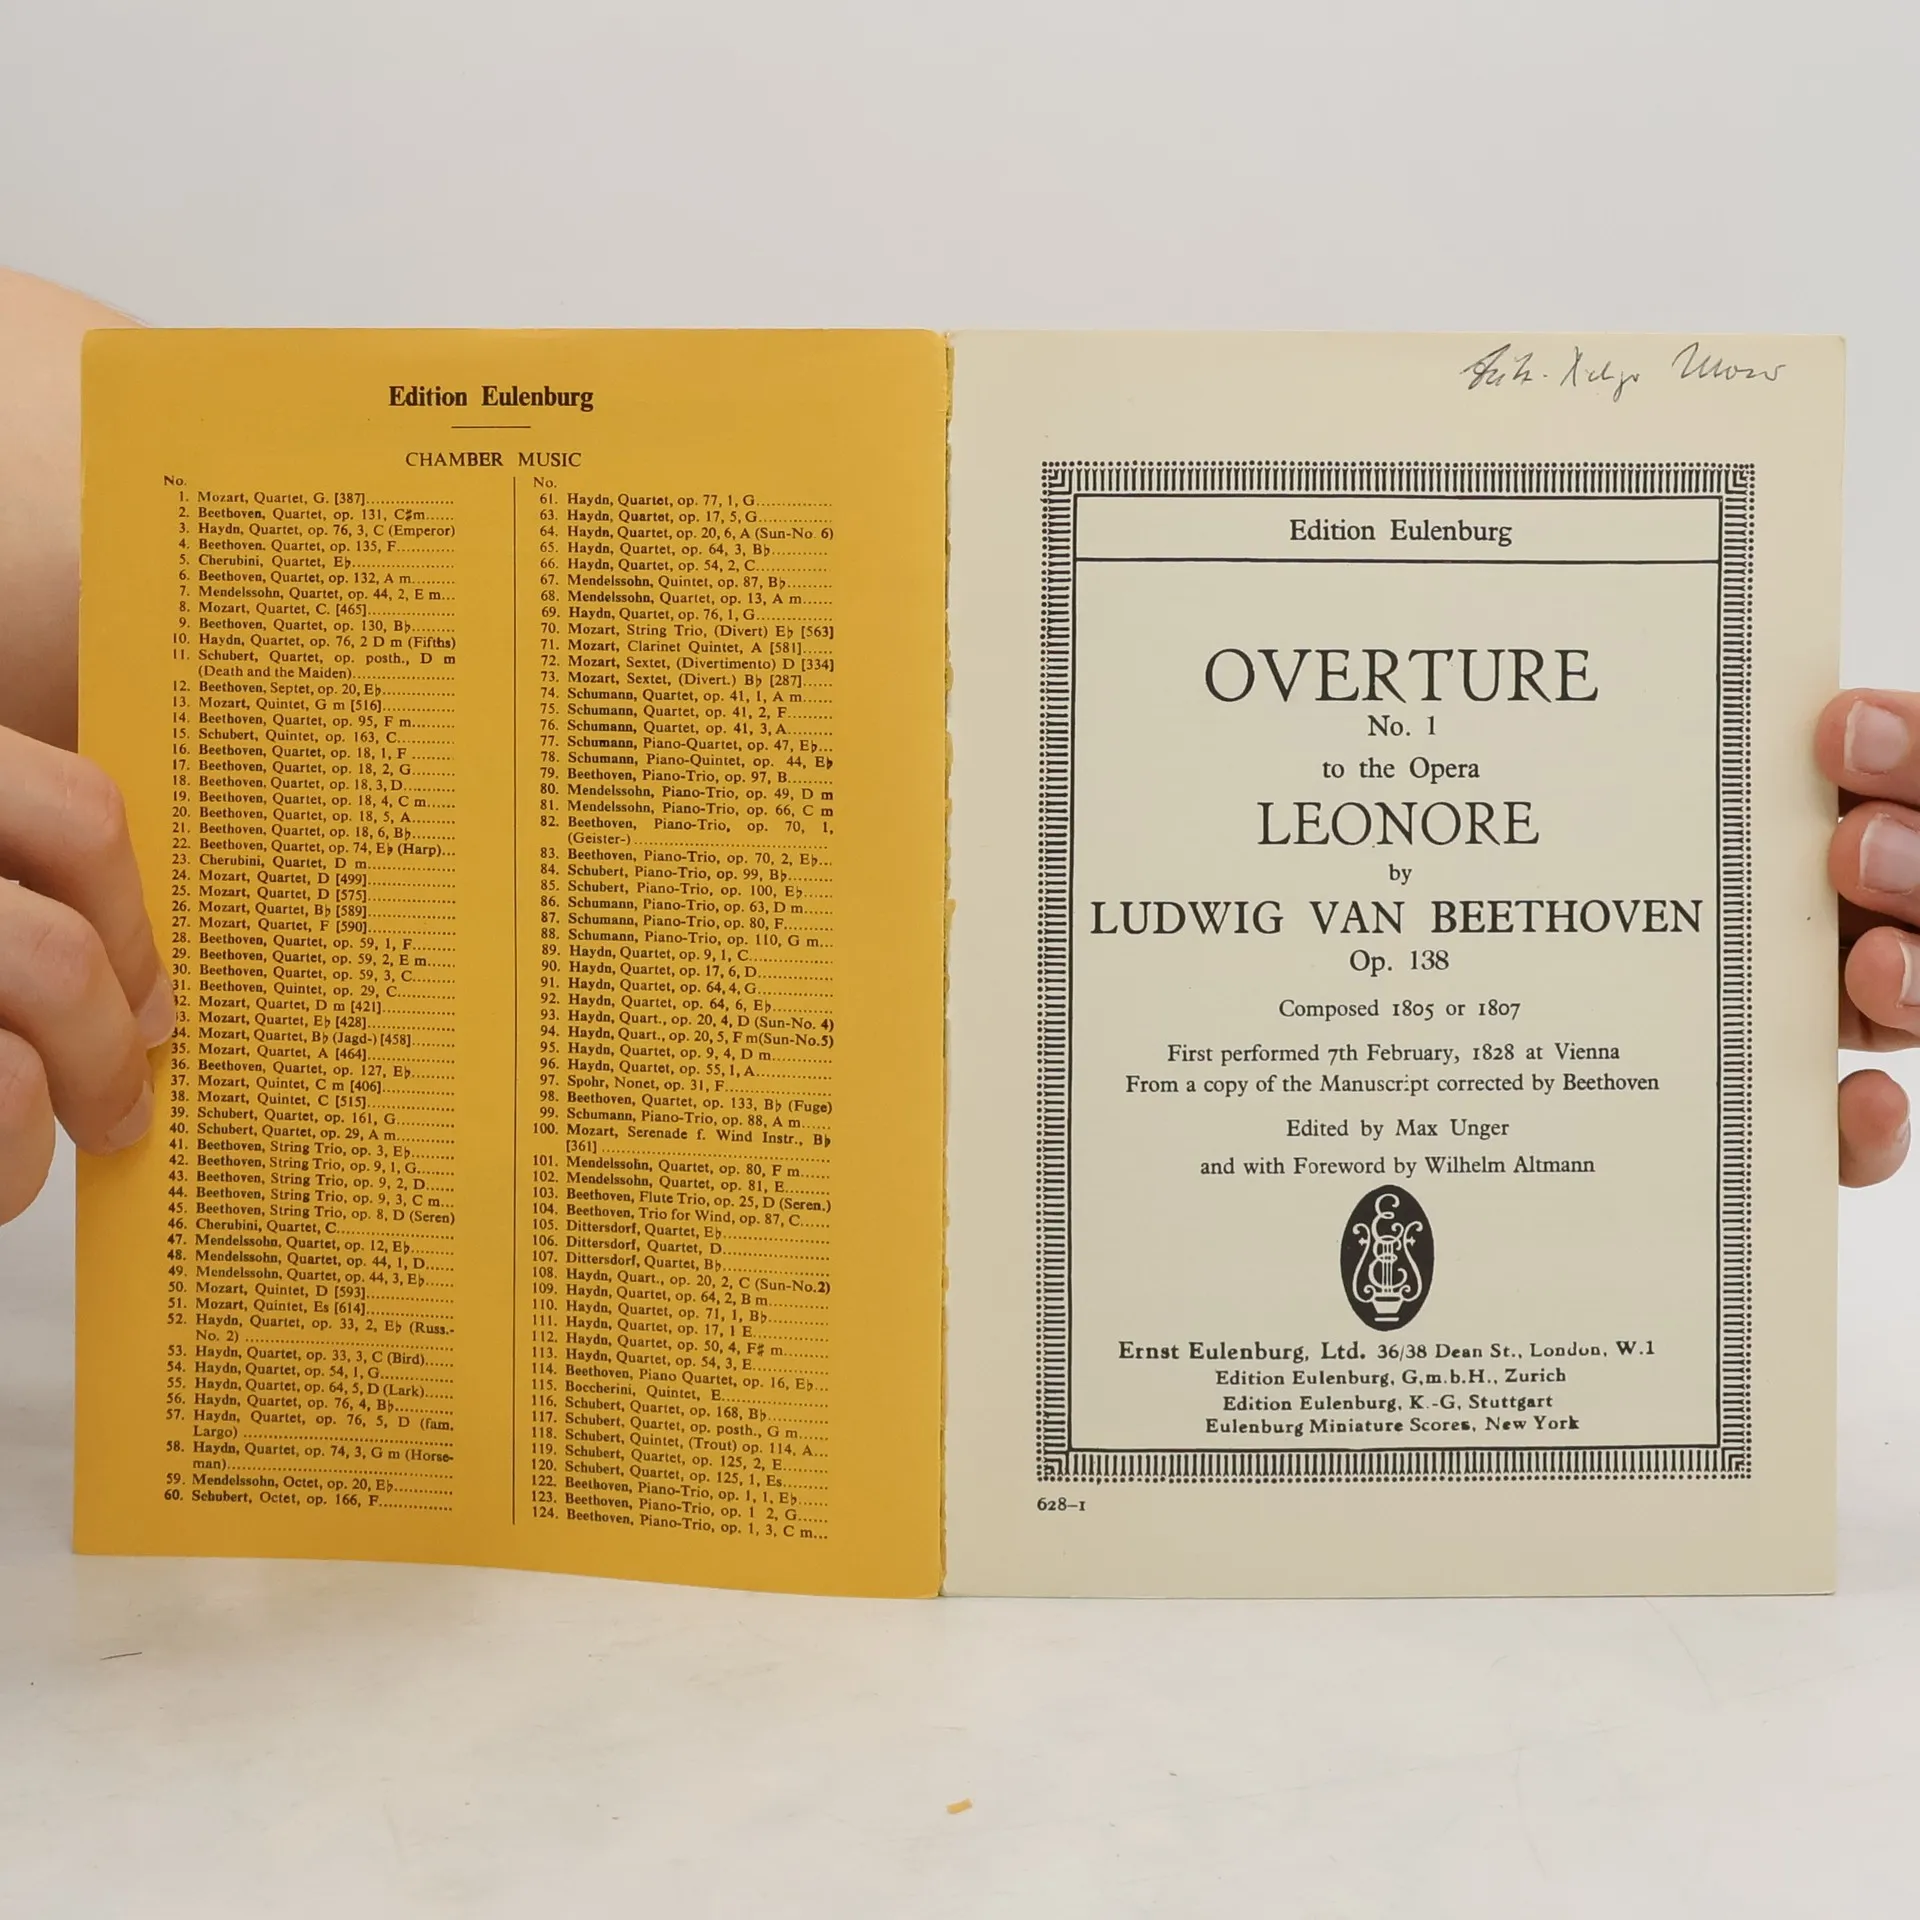 Edition Eulenburg
CHAMBER MUSIC
No.
1. Mozart, Quartet, G. [387]..................
2. Beethoven, Quartet, op. 131, C♯m......
3. Haydn, Quartet, op. 76, 3, C (Emperor)
4. Beethoven. Quartet, op. 135, F............
5. Cherubini, Quartet, E♭.....................
6. Beethoven, Quartet, op. 132, A m.........
7. Mendelssohn, Quartet, op. 44, 2, E m...
8. Mozart, Quartet, C. [465]..................
9. Beethoven, Quartet, op. 130, B♭.........
10. Haydn, Quartet, op. 76, 2 D m (Fifths)
11. Schubert, Quartet, op. posth., D m
(Death and the Maiden).....................
12. Beethoven, Septet, op. 20, E♭...............
13. Mozart, Quintet, G m [516]...............
14. Beethoven, Quartet, op. 95, F m.........
15. Schubert, Quintet, op. 163, C............
16. Beethoven, Quartet, op. 18, 1, F .........
17. Beethoven, Quartet, op. 18, 2, G.........
18. Beethoven, Quartet, op. 18, 3, D.........
19. Beethoven, Quartet, op. 18, 4, C m......
20. Beethoven, Quartet, op. 18, 5, A.........
21. Beethoven, Quartet, op. 18, 6, B♭.........
22. Beethoven, Quartet, op. 74, E♭ (Harp)...
23. Cherubini, Quartet, D m..................
24. Mozart, Quartet, D [499]..................
25. Mozart, Quartet, D [575]..................
26. Mozart, Quartet, B♭ [589]..................
27. Mozart, Quartet, F [590]..................
28. Beethoven, Quartet, op. 59, 1, F.........
29. Beethoven, Quartet, op. 59, 2, E m......
30. Beethoven, Quartet, op. 59, 3, C.........
31. Beethoven, Quintet, op. 29, C............
32. Mozart, Quartet, D m [421]...............
33. Mozart, Quartet, E♭ [428]..................
34. Mozart, Quartet, B♭ (Jagd-) [458].........
35. Mozart, Quartet, A [464]..................
36. Beethoven, Quartet, op. 127, E♭.........
37. Mozart, Quintet, C m [406]...............
38. Mozart, Quintet, C [515]..................
39. Schubert, Quartet, op. 161, G............
40. Schubert, Quartet, op. 29, A m............
41. Beethoven, String Trio, op. 3, E♭.........
42. Beethoven, String Trio, op. 9, 1, G......
43. Beethoven, String Trio, op. 9, 2, D......
44. Beethoven, String Trio, op. 9, 3, C m...
45. Beethoven, String Trio, op. 8, D (Seren)
46. Cherubini, Quartet, C.....................
47. Mendelssohn, Quartet, op. 12, E♭.........
48. Mendelssohn, Quartet, op. 44, 1, D......
49. Mendelssohn, Quartet, op. 44, 3, E♭......
50. Mozart, Quintet, D [593]..................
51. Mozart, Quintet, Es [614]..................
52. Haydn, Quartet, op. 33, 2, E♭ (Russ.-
No. 2) .......................................
53. Haydn, Quartet, op. 33, 3, C (Bird)......
54. Haydn, Quartet, op. 54, 1, G............
55. Haydn, Quartet, op. 64, 5, D (Lark)......
56. Haydn, Quartet, op. 76, 4, B♭............
57. Haydn, Quartet, op. 76, 5, D (fam.
Largo) .......................................
58. Haydn, Quartet, op. 74, 3, G m (Horse-
man).......................................
59. Mendelssohn, Octet, op. 20, E♭............
60. Schubert, Octet, op. 166, F...............
No.
61. Haydn, Quartet, op. 77, 1, G...............
63. Haydn, Quartet, op. 17, 5, G...............
64. Haydn, Quartet, op. 20, 6, A (Sun-No. 6)
65. Haydn, Quartet, op. 64, 3, B♭............
66. Haydn, Quartet, op. 54, 2, C...............
67. Mendelssohn, Quintet, op. 87, B♭.........
68. Mendelssohn, Quartet, op. 13, A m......
69. Haydn, Quartet, op. 76, 1, G...............
70. Mozart, String Trio, (Divert) E♭ [563]
71. Mozart, Clarinet Quintet, A [581]......
72. Mozart, Sextet, (Divertimento) D [334]
73. Mozart, Sextet, (Divert.) B♭ [287]......
74. Schumann, Quartet, op. 41, 1, A m......
75. Schumann, Quartet, op. 41, 2, F.........
76. Schumann, Quartet, op. 41, 3, A.........
77. Schumann, Piano-Quartet, op. 47, E♭...
78. Schumann, Piano-Quintet, op. 44, E♭
79. Beethoven, Piano-Trio, op. 97, B.........
80. Mendelssohn, Piano-Trio, op. 49, D m
81. Mendelssohn, Piano-Trio, op. 66, C m
82. Beethoven, Piano-Trio, op. 70, 1,
(Geister-) ....................................
83. Beethoven, Piano-Trio, op. 70, 2, E♭...
84. Schubert, Piano-Trio, op. 99, B♭.........
85. Schubert, Piano-Trio, op. 100, E♭......
86. Schumann, Piano-Trio, op. 63, D m......
87. Schumann, Piano-Trio, op. 80, F.........
88. Schumann, Piano-Trio, op. 110, G m...
89. Haydn, Quartet, op. 9, 1, C...............
90. Haydn, Quartet, op. 17, 6, D...............
91. Haydn, Quartet, op. 64, 4, G...............
92. Haydn, Quartet, op. 64, 6, E♭............
93. Haydn, Quart., op. 20, 4, D (Sun-No. 4)
94. Haydn, Quart., op. 20, 5, F m(Sun-No.5)
95. Haydn, Quartet, op. 9, 4, D m............
96. Haydn, Quartet, op. 55, 1, A...............
97. Spohr, Nonet, op. 31, F.....................
98. Beethoven, Quartet, op. 133, B♭ (Fuge)
99. Schumann, Piano-Trio, op. 88, A m......
100. Mozart, Serenade f. Wind Instr., B♭
[361] .......................................
101. Mendelssohn, Quartet, op. 80, F m......
102. Mendelssohn, Quartet, op. 81, E.........
103. Beethoven, Flute Trio, op. 25, D (Seren.)
104. Beethoven, Trio for Wind, op. 87, C......
105. Dittersdorf, Quartet, E♭..................
106. Dittersdorf, Quartet, D..................
107. Dittersdorf, Quartet, B♭..................
108. Haydn, Quart., op. 20, 2, C (Sun-No.2)
109. Haydn, Quartet, op. 64, 2, B m............
110. Haydn, Quartet, op. 71, 1, B♭............
111. Haydn, Quartet, op. 17, 1 E...............
112. Haydn, Quartet, op. 50, 4, F♯ m.........
113. Haydn, Quartet, op. 54, 3, E...............
114. Beethoven, Piano Quartet, op. 16, E♭...
115. Boccherini, Quintet, E.....................
116. Schubert, Quartet, op. 168, B♭............
117. Schubert, Quartet, op. posth., G m......
118. Schubert, Quintet, (Trout) op. 114, A...
119. Schubert, Quartet, op. 125, 2, E.........
120. Schubert, Quartet, op. 125, 1, Es.........
122. Beethoven, Piano-Trio, op. 1, 1, E♭......
123. Beethoven, Piano-Trio, op. 1 2, G......
124. Beethoven, Piano-Trio, op. 1, 3, C m...
Edition Eulenburg
OVERTURE
No. 1
to the Opera
LEONORE
by
LUDWIG VAN BEETHOVEN
Op. 138
Composed 1805 or 1807
First performed 7th February, 1828 at Vienna
From a copy of the Manuscript corrected by Beethoven
Edited by Max Unger
and with Foreword by Wilhelm Altmann
Ernst Eulenburg, Ltd. 36/38 Dean St., London, W.1
Edition Eulenburg, G.m.b.H., Zurich
Edition Eulenburg, K.-G, Stuttgart
Eulenburg Miniature Scores, New York
628–1